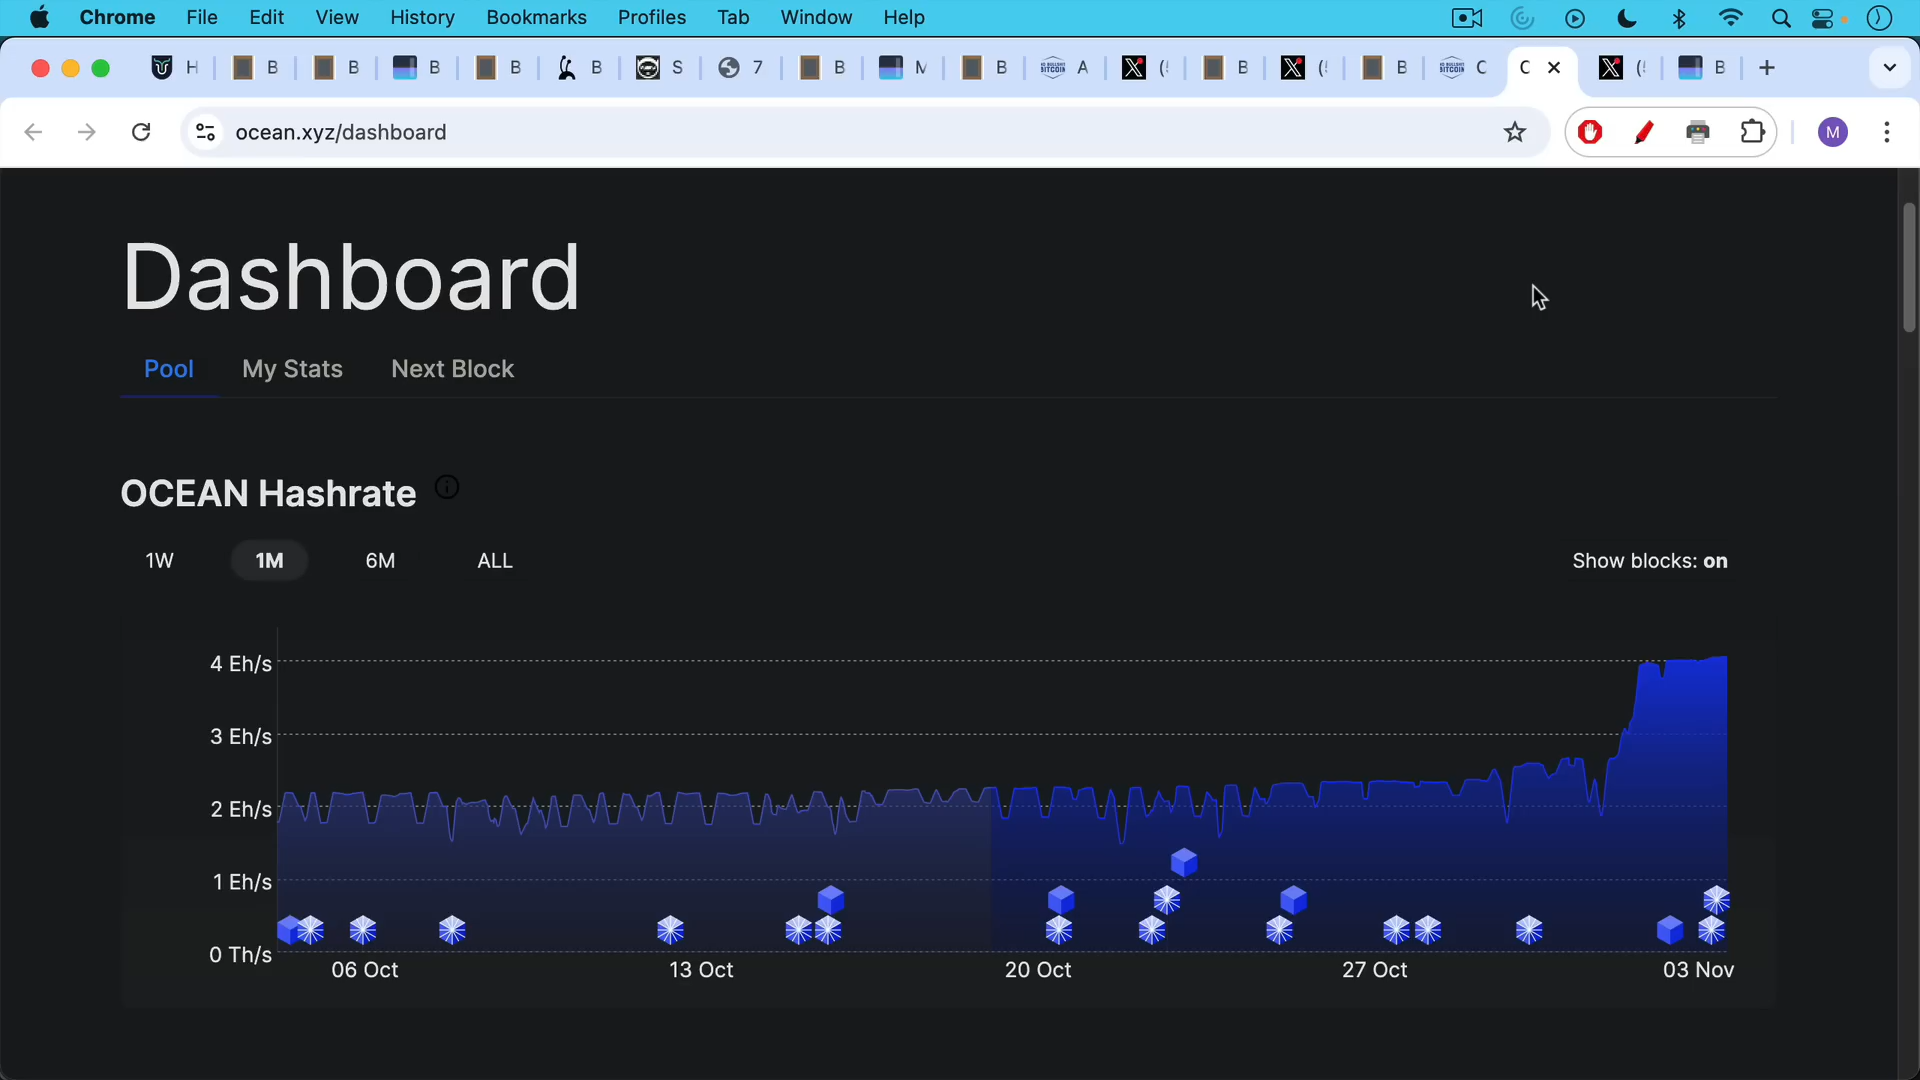 Chrome File Edit View History Bookmarks Profiles Tab Window Help
H B B B B B S 7 B M B A ( B ( B C C ( B
ocean.xyz/dashboard
M
Dashboard
Pool My Stats Next Block
OCEAN Hashrate
1W 1M 6M ALL
Show blocks: on
4 Eh/s
3 Eh/s
2 Eh/s
1 Eh/s
0 Th/s
06 Oct 13 Oct 20 Oct 27 Oct 03 Nov